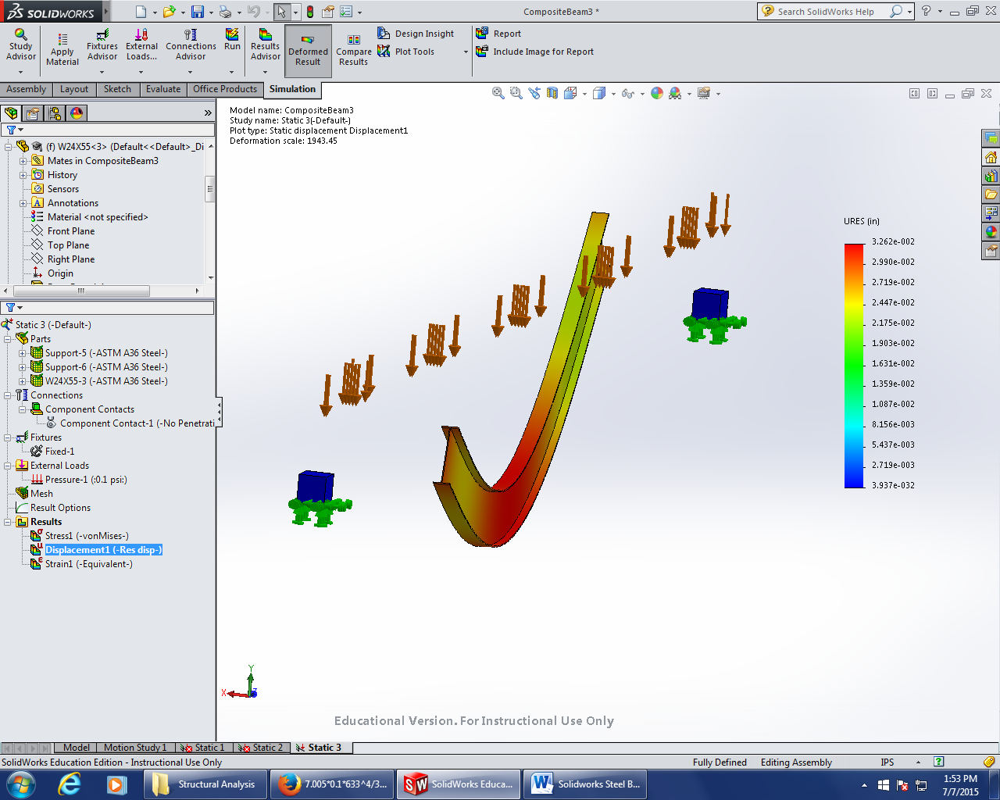 SOLIDWORKS
CompositeBeam3 *
Search SolidWorks Help
Study Advisor
Apply Material
Fixtures Advisor
External Loads...
Connections Advisor
Run
Results Advisor
Deformed Result
Compare Results
Design Insight
Plot Tools
Report
Include Image for Report
Assembly Layout Sketch Evaluate Office Products Simulation
Model name: CompositeBeam3
Study name: Static 3(-Default-)
Plot type: Static displacement Displacement1
Deformation scale: 1943.45
(f) W24X55<3> (Default<<Default>_Di
Mates in CompositeBeam3
History
Sensors
Annotations
Material <not specified>
Front Plane
Top Plane
Right Plane
Origin
Static 3 (-Default-)
Parts
Support-5 (-ASTM A36 Steel-)
Support-6 (-ASTM A36 Steel-)
W24X55-3 (-ASTM A36 Steel-)
Connections
Component Contacts
Component Contact-1 (-No Penetrati
Fixtures
Fixed-1
External Loads
Pressure-1 (:0.1 psi:)
Mesh
Result Options
Results
Stress1 (-vonMises-)
Displacement1 (-Res disp-)
Strain1 (-Equivalent-)
URES (in)
3.262e-002
2.990e-002
2.719e-002
2.447e-002
2.175e-002
1.903e-002
1.631e-002
1.359e-002
1.087e-002
8.156e-003
5.437e-003
2.719e-003
3.937e-032
Y
X
Z
Educational Version. For Instructional Use Only
Model Motion Study 1 Static 1 Static 2 Static 3
SolidWorks Education Edition - Instructional Use Only
Fully Defined Editing Assembly IPS
Structural Analysis
7.005*0.1*633^4/3...
SolidWorks Educa...
Solidworks Steel B...
1:53 PM
7/7/2015